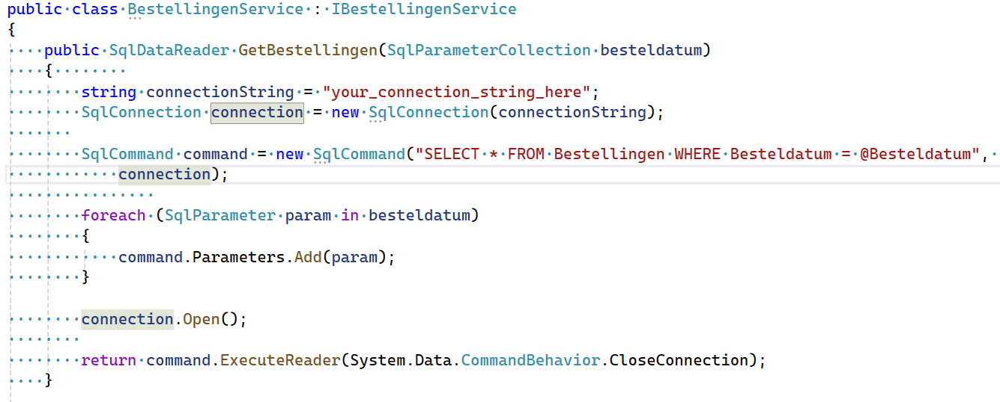 public class BestellingenService : IBestellingenService
{
    public SqlDataReader GetBestellingen(SqlParameterCollection besteldatum)
    {
        string connectionString = "your_connection_string_here";
        SqlConnection connection = new SqlConnection(connectionString);
        SqlCommand command = new SqlCommand("SELECT * FROM Bestellingen WHERE Besteldatum = @Besteldatum",
            connection);
        foreach (SqlParameter param in besteldatum)
        {
            command.Parameters.Add(param);
        }
        connection.Open();
        return command.ExecuteReader(System.Data.CommandBehavior.CloseConnection);
    }